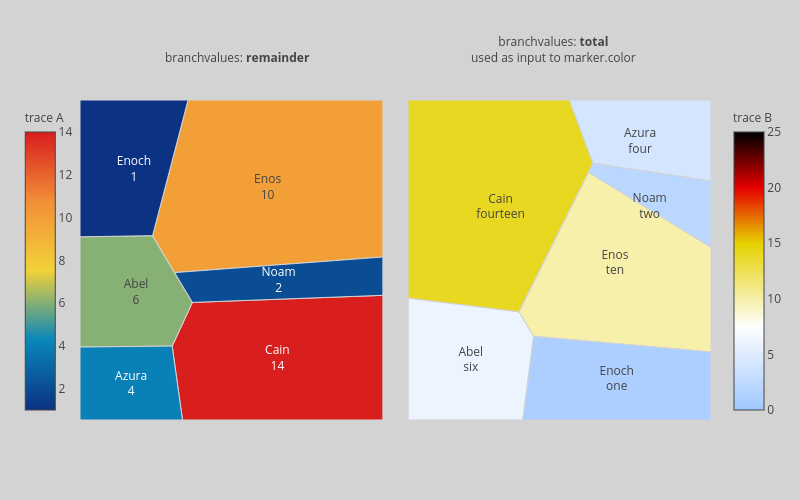 branchvalues: remainder
branchvalues: total
used as input to marker.color
trace A
14
12
10
8
6
4
2
Enoch
1
Enos
10
Abel
6
Noam
2
Azura
4
Cain
14
Azura
four
Cain
fourteen
Noam
two
Enos
ten
Abel
six
Enoch
one
trace B
25
20
15
10
5
0